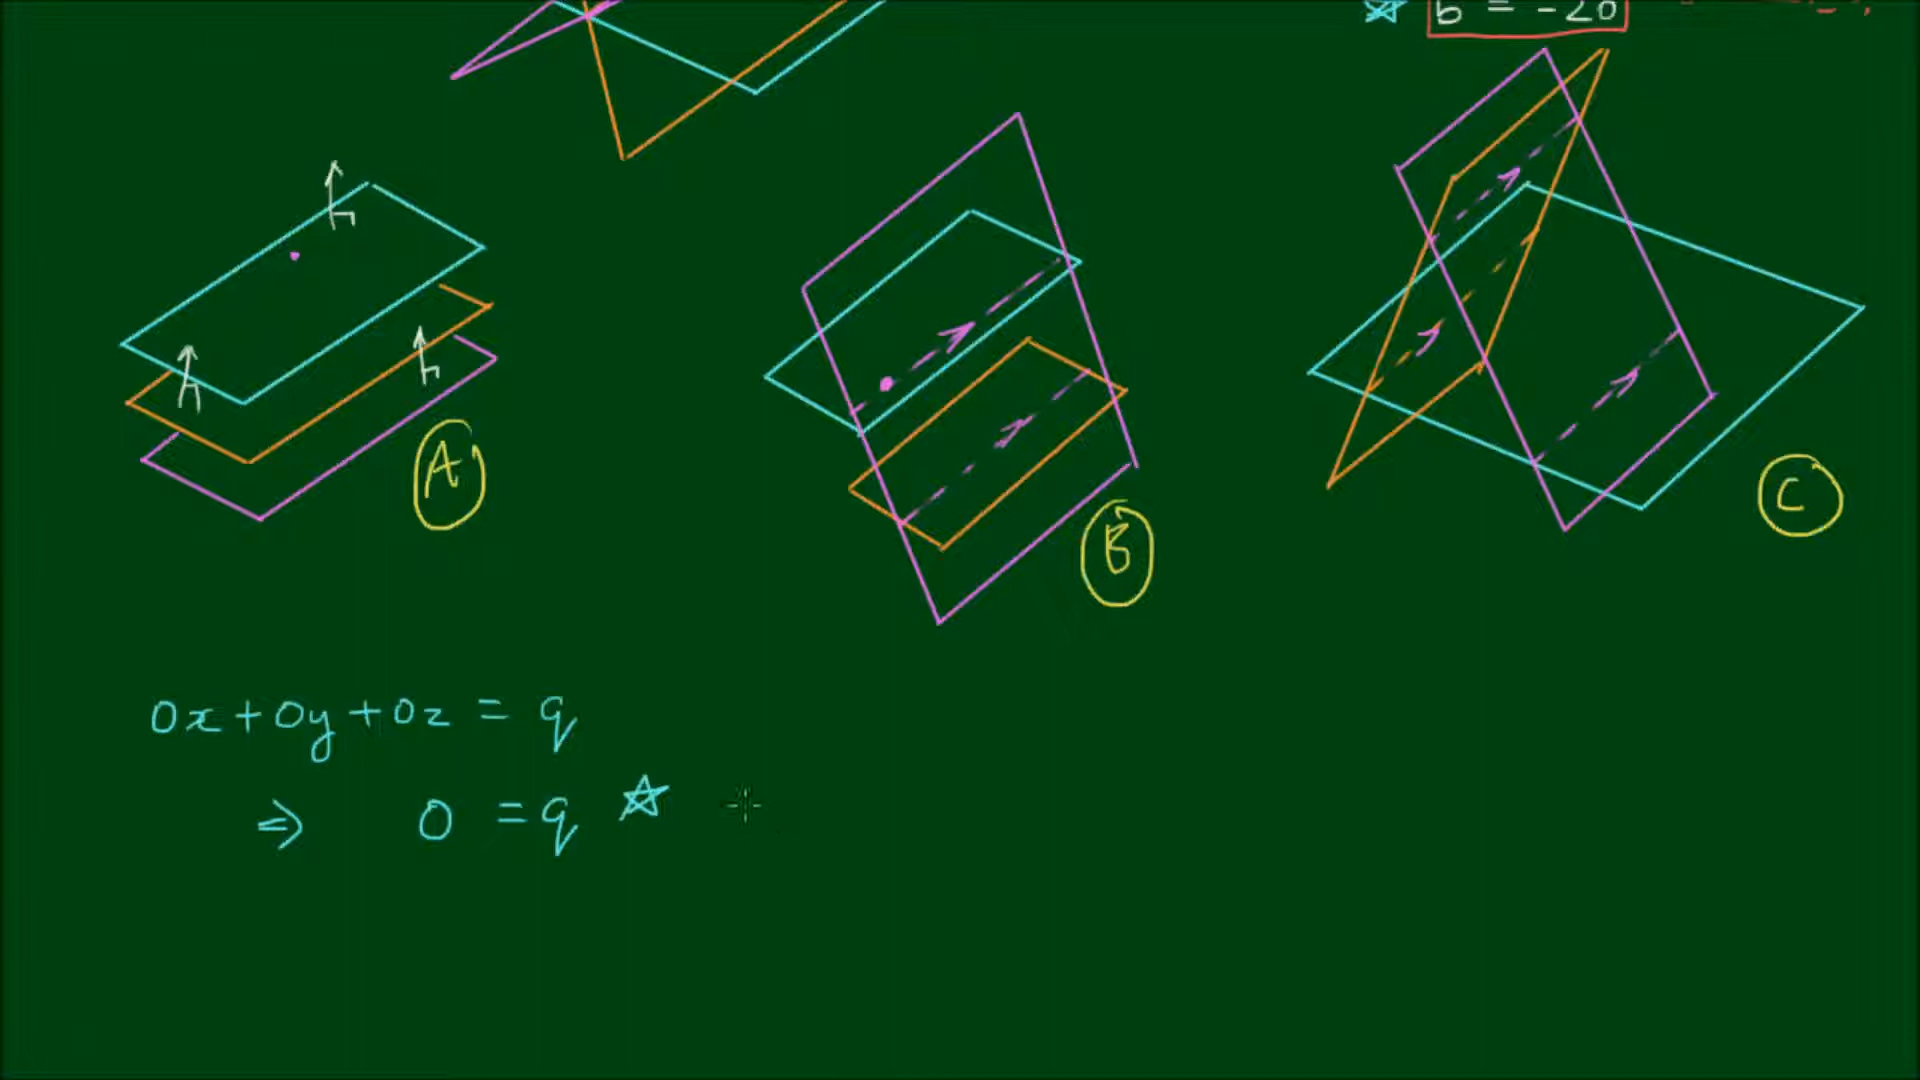 b = -20
h
h
h
A
B
C
0x+0y+0z = q
⇒ 0 = q ☆